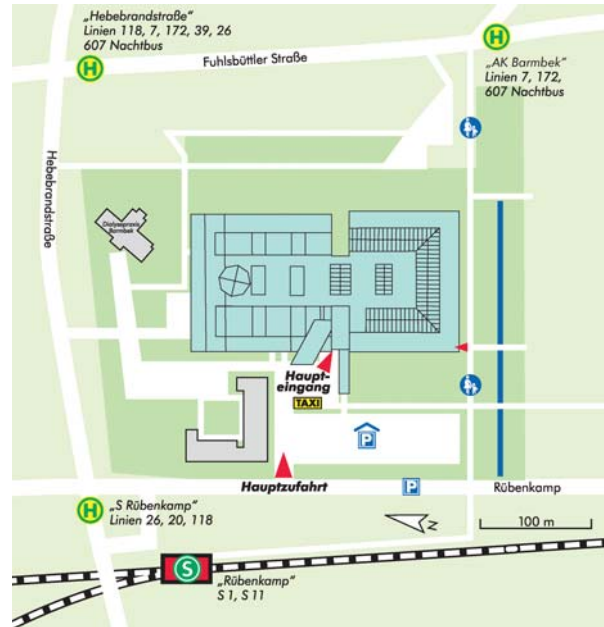 „Hebebrandstraße"
Linien 118, 7, 172, 39, 26
607 Nachtbus
H
Fuhlsbüttler Straße
H
„AK Barmbek"
Linien 7, 172,
607 Nachtbus
Hebebrandstraße
Dialysepraxis
Barmbek
Haupt-
eingang
TAXI
P
Hauptzufahrt
P
Rübenkamp
H
„S Rübenkamp"
Linien 26, 20, 118
N
100 m
S
„Rübenkamp"
S 1, S 11